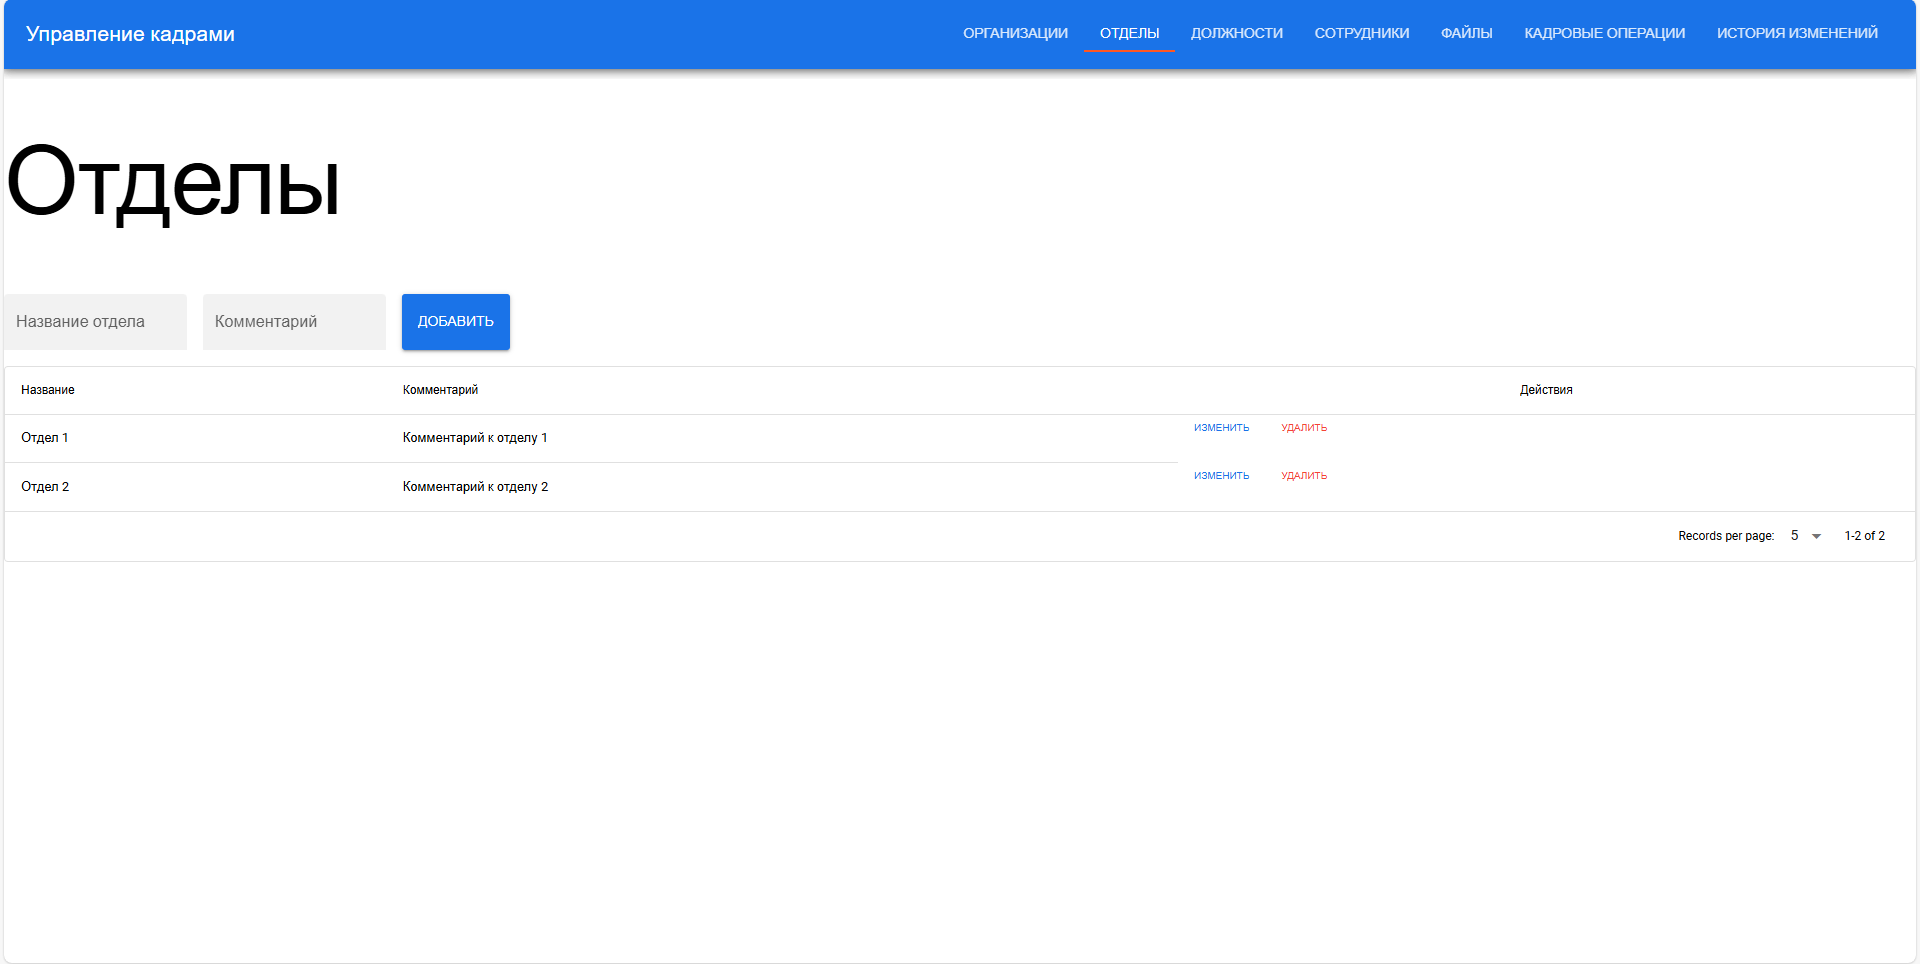 Управление кадрами
ОРГАНИЗАЦИИ ОТДЕЛЫ ДОЛЖНОСТИ СОТРУДНИКИ ФАЙЛЫ КАДРОВЫЕ ОПЕРАЦИИ ИСТОРИЯ ИЗМЕНЕНИЙ
Отделы
Название отдела Комментарий ДОБАВИТЬ
Название Комментарий Действия
Отдел 1 Комментарий к отделу 1 ИЗМЕНИТЬ УДАЛИТЬ
Отдел 2 Комментарий к отделу 2 ИЗМЕНИТЬ УДАЛИТЬ
Records per page: 5 1-2 of 2